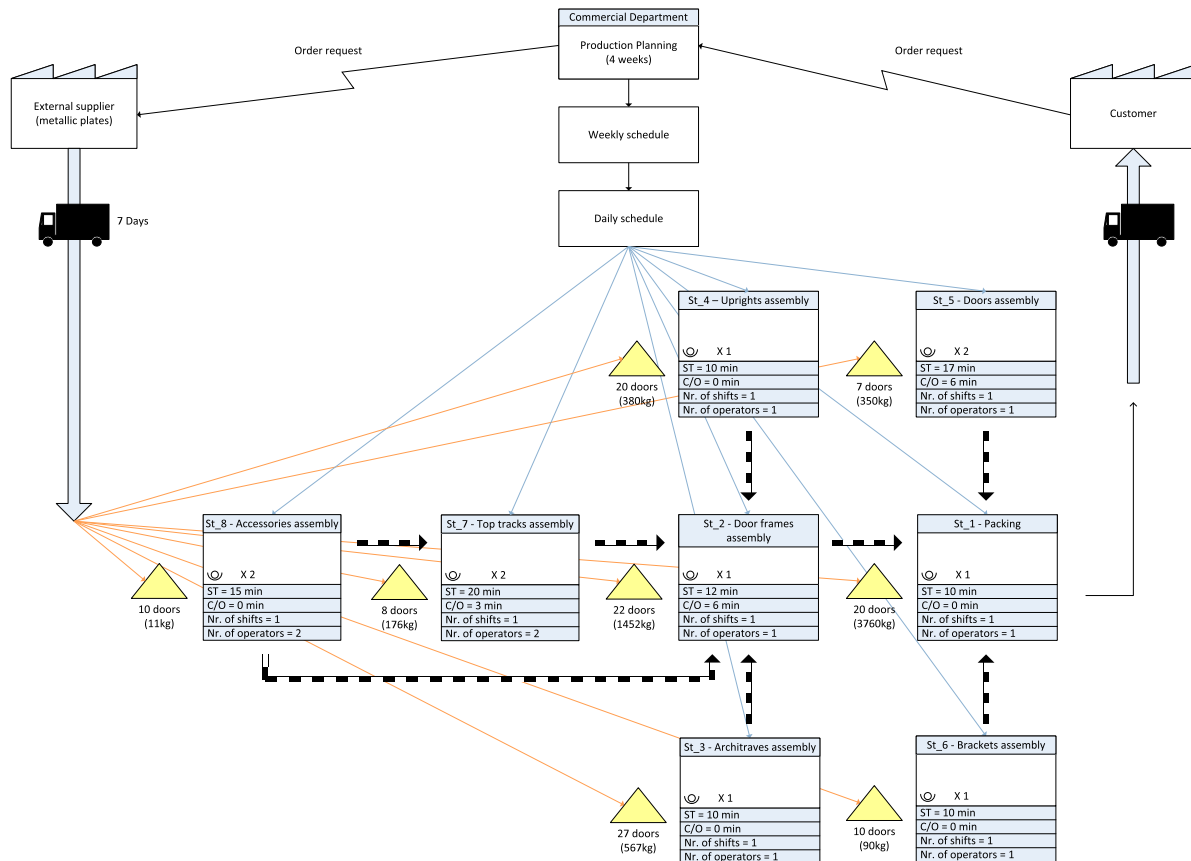 Commercial Department
Production Planning
(4 weeks)
Order request
Order request
External supplier
(metallic plates)
Customer
Weekly schedule
Daily schedule
7 Days
St_4 – Uprights assembly
X 1
ST = 10 min
C/O = 0 min
Nr. of shifts = 1
Nr. of operators = 1
20 doors
(380kg)
St_5 - Doors assembly
X 2
ST = 17 min
C/O = 6 min
Nr. of shifts = 1
Nr. of operators = 1
7 doors
(350kg)
St_8 - Accessories assembly
X 2
ST = 15 min
C/O = 0 min
Nr. of shifts = 1
Nr. of operators = 2
10 doors
(11kg)
St_7 - Top tracks assembly
X 2
ST = 20 min
C/O = 3 min
Nr. of shifts = 1
Nr. of operators = 2
8 doors
(176kg)
St_2 - Door frames
assembly
X 1
ST = 12 min
C/O = 6 min
Nr. of shifts = 1
Nr. of operators = 1
22 doors
(1452kg)
St_1 - Packing
X 1
ST = 10 min
C/O = 0 min
Nr. of shifts = 1
Nr. of operators = 1
20 doors
(3760kg)
St_3 - Architraves assembly
X 1
ST = 10 min
C/O = 0 min
Nr. of shifts = 1
Nr. of operators = 1
27 doors
(567kg)
St_6 - Brackets assembly
X 1
ST = 10 min
C/O = 0 min
Nr. of shifts = 1
Nr. of operators = 1
10 doors
(90kg)